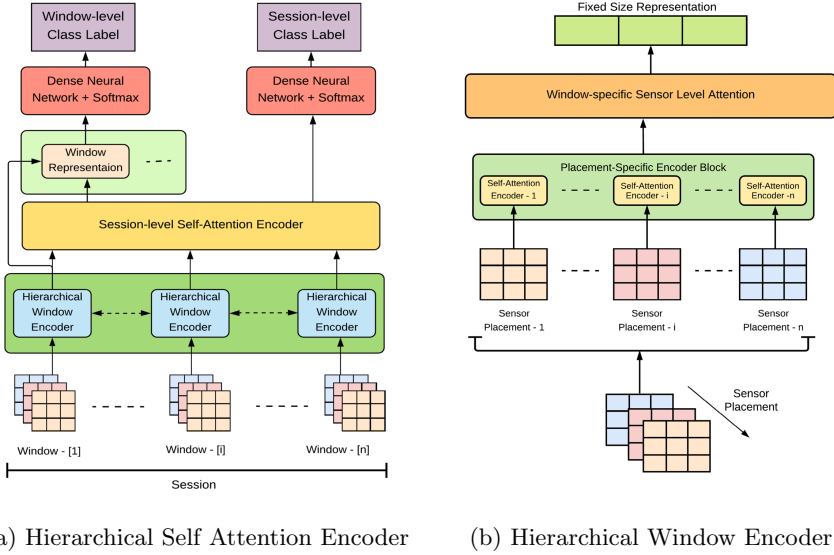 Window-level
Class Label
Session-level
Class Label
Dense Neural
Network + Softmax
Dense Neural
Network + Softmax
Window
Representaion
Session-level Self-Attention Encoder
Hierarchical
Window
Encoder
Hierarchical
Window
Encoder
Hierarchical
Window
Encoder
Window - [1]
Window - [i]
Window - [n]
Session
a) Hierarchical Self Attention Encoder
Fixed Size Representation
Window-specific Sensor Level Attention
Placement-Specific Encoder Block
Self-Attention
Encoder - 1
Self-Attention
Encoder - i
Self-Attention
Encoder -n
Sensor
Placement - 1
Sensor
Placement - i
Sensor
Placement - n
Sensor
Placement
(b) Hierarchical Window Encoder